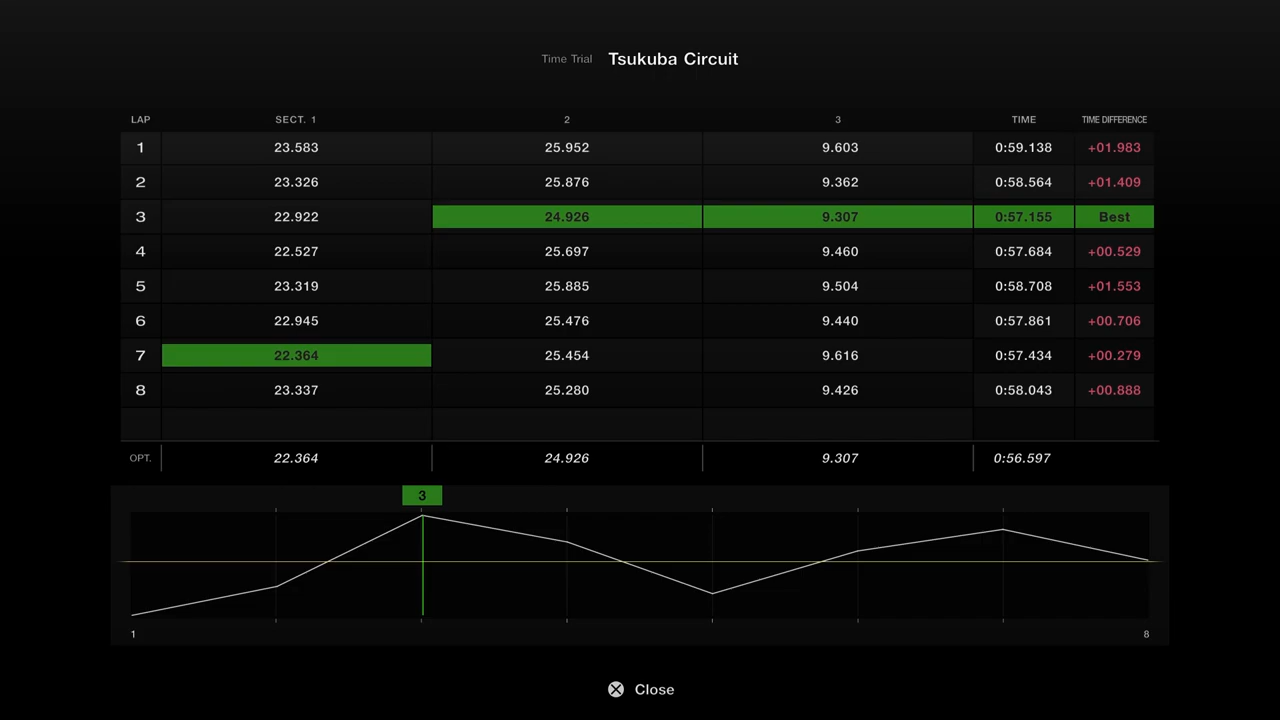 Time Trial Tsukuba Circuit
LAP SECT. 1 2 3 TIME TIME DIFFERENCE
1 23.583 25.952 9.603 0:59.138 +01.983
2 23.326 25.876 9.362 0:58.564 +01.409
3 22.922 24.926 9.307 0:57.155 Best
4 22.527 25.697 9.460 0:57.684 +00.529
5 23.319 25.885 9.504 0:58.708 +01.553
6 22.945 25.476 9.440 0:57.861 +00.706
7 22.364 25.454 9.616 0:57.434 +00.279
8 23.337 25.280 9.426 0:58.043 +00.888
OPT. 22.364 24.926 9.307 0:56.597
3
1 8
Close